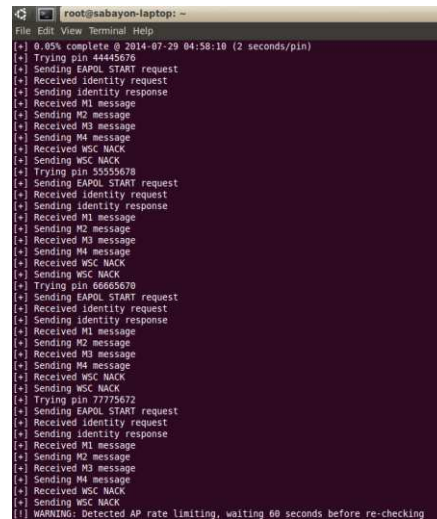 root@sabayon-laptop: ~
File Edit View Terminal Help
[+] 0.05% complete @ 2014-07-29 04:58:10 (2 seconds/pin)
[+] Trying pin 44445676
[+] Sending EAPOL START request
[+] Received identity request
[+] Sending identity response
[+] Received M1 message
[+] Sending M2 message
[+] Received M3 message
[+] Sending M4 message
[+] Received WSC NACK
[+] Sending WSC NACK
[+] Trying pin 55555678
[+] Sending EAPOL START request
[+] Received identity request
[+] Sending identity response
[+] Received M1 message
[+] Sending M2 message
[+] Received M3 message
[+] Sending M4 message
[+] Received WSC NACK
[+] Sending WSC NACK
[+] Trying pin 66665670
[+] Sending EAPOL START request
[+] Received identity request
[+] Sending identity response
[+] Received M1 message
[+] Sending M2 message
[+] Received M3 message
[+] Sending M4 message
[+] Received WSC NACK
[+] Sending WSC NACK
[+] Trying pin 77775672
[+] Sending EAPOL START request
[+] Received identity request
[+] Sending identity response
[+] Received M1 message
[+] Sending M2 message
[+] Received M3 message
[+] Sending M4 message
[+] Received WSC NACK
[+] Sending WSC NACK
[!] WARNING: Detected AP rate limiting, waiting 60 seconds before re-checking